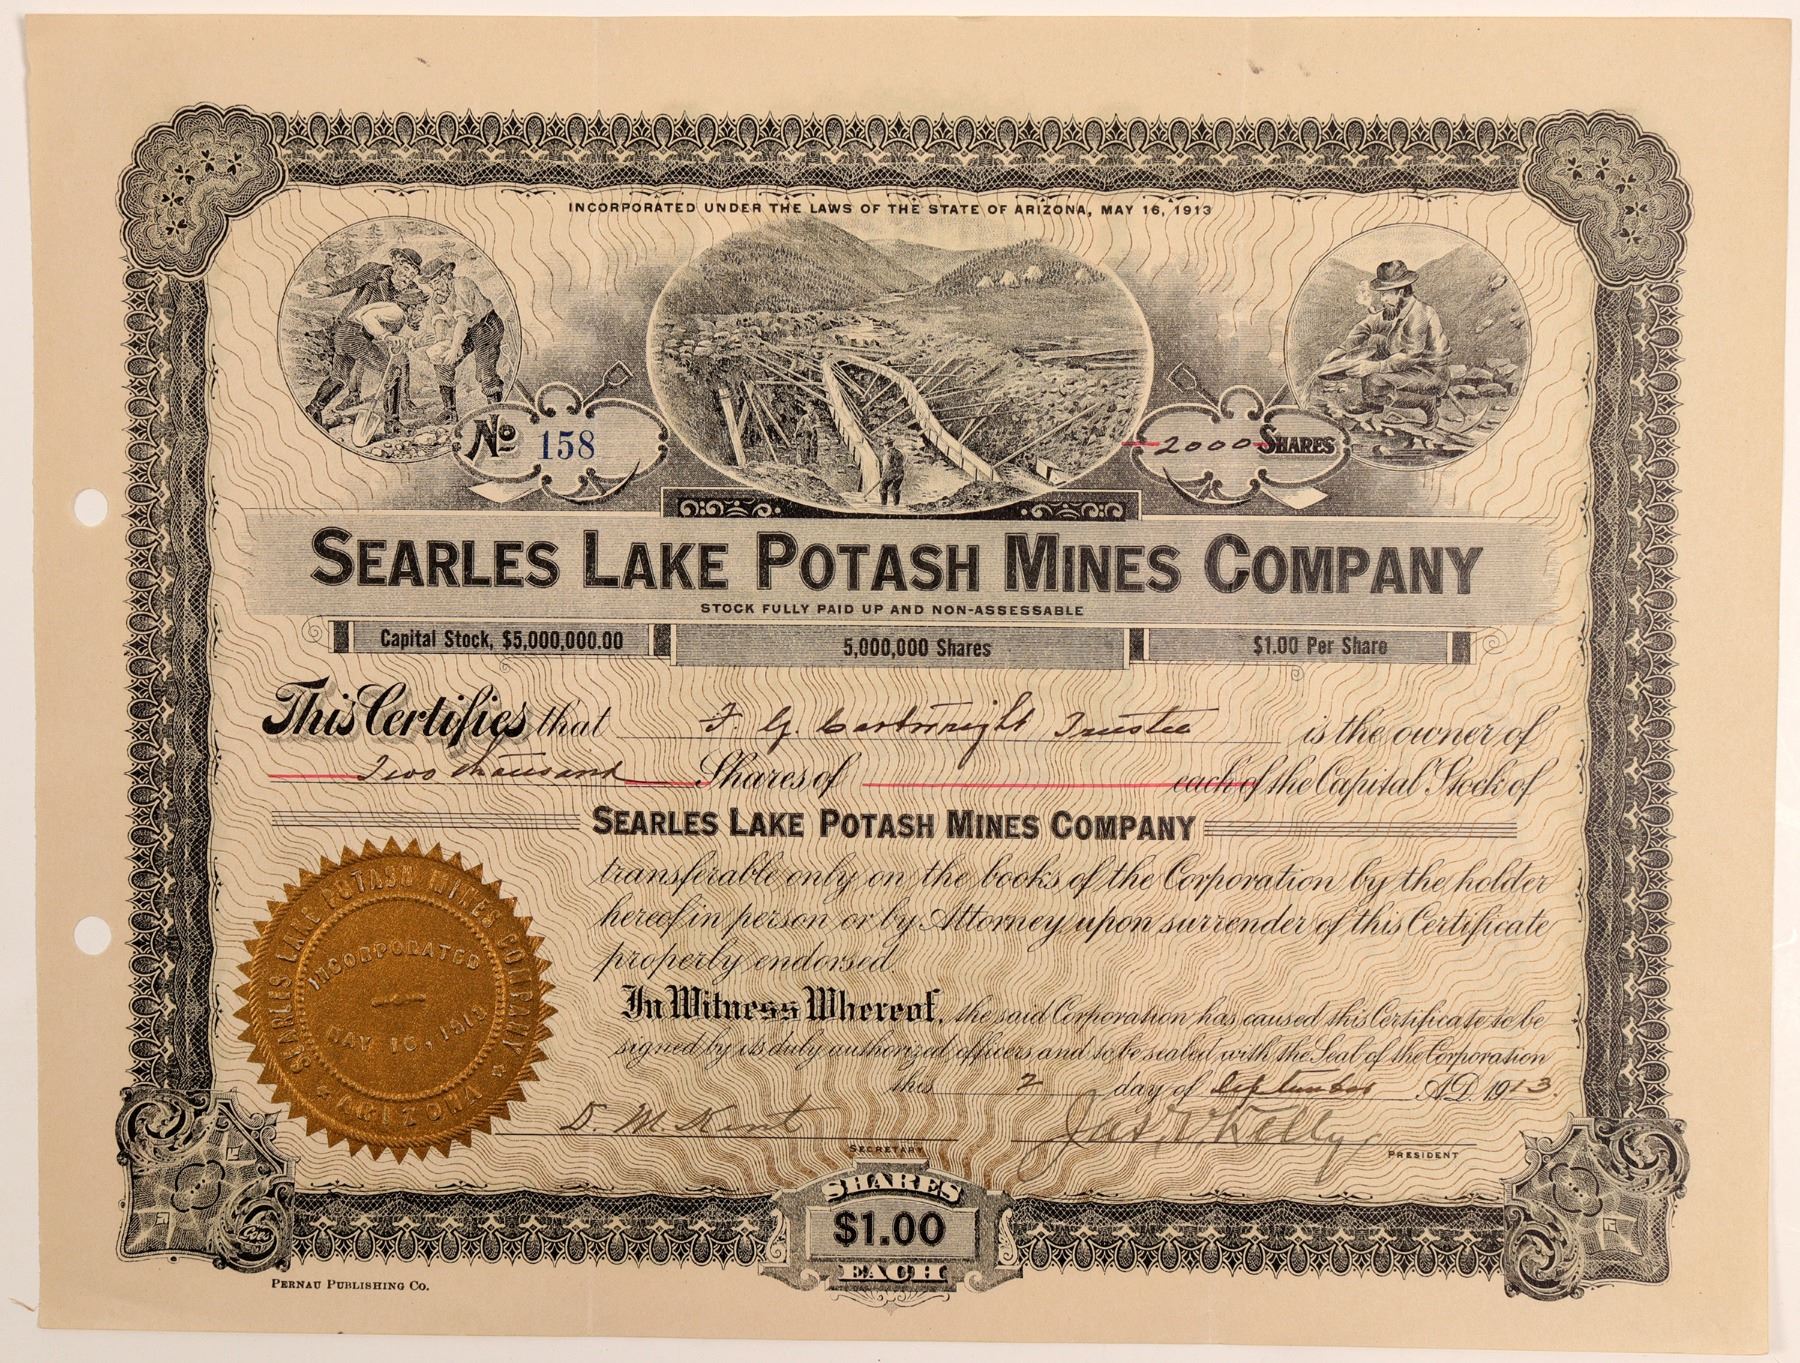 INCORPORATED UNDER THE LAWS OF THE STATE OF ARIZONA, MAY 16, 1913
No 158
2000 SHARES
SEARLES LAKE POTASH MINES COMPANY
STOCK FULLY PAID UP AND NON-ASSESSABLE
Capital Stock, $5,000,000.00 5,000,000 Shares $1.00 Per Share
This Certifies that F. G. Cartwright Trustee is the owner of
Two thousand Shares of each of the Capital Stock of
SEARLES LAKE POTASH MINES COMPANY
transferable only on the books of the Corporation by the holder
hereof in person or by Attorney upon surrender of this Certificate
properly endorsed.
In Witness Whereof, the said Corporation has caused this Certificate to be
signed by its duly authorized officers and to be sealed with the Seal of the Corporation
this 2 day of September A.D. 1913.
SEARLES LAKE POTASH MINES COMPANY
INCORPORATED
MAY 16, 1913
ARIZONA
D. M. Kent
SECRETARY
Jas. Kelly
PRESIDENT
SHARES
$1.00
EACH
Goes
PERNAU PUBLISHING CO.